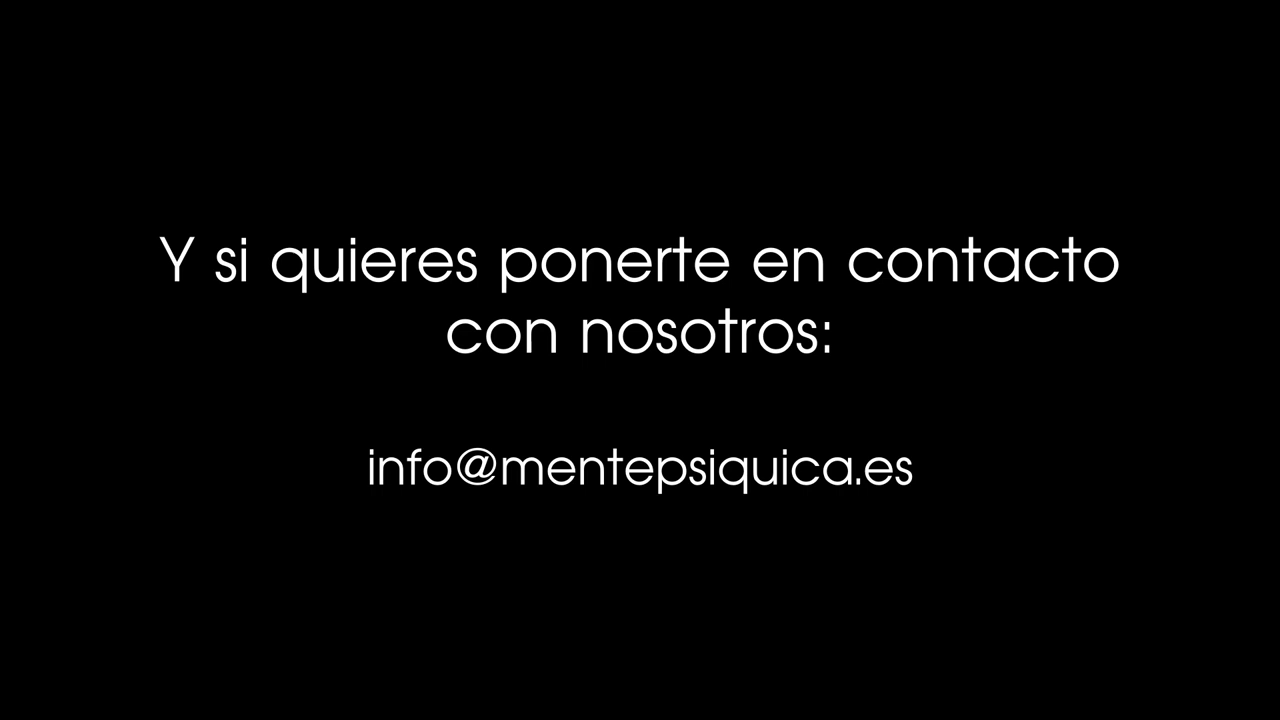 Y si quieres ponerte en contacto
con nosotros:
info@mentepsiquica.es